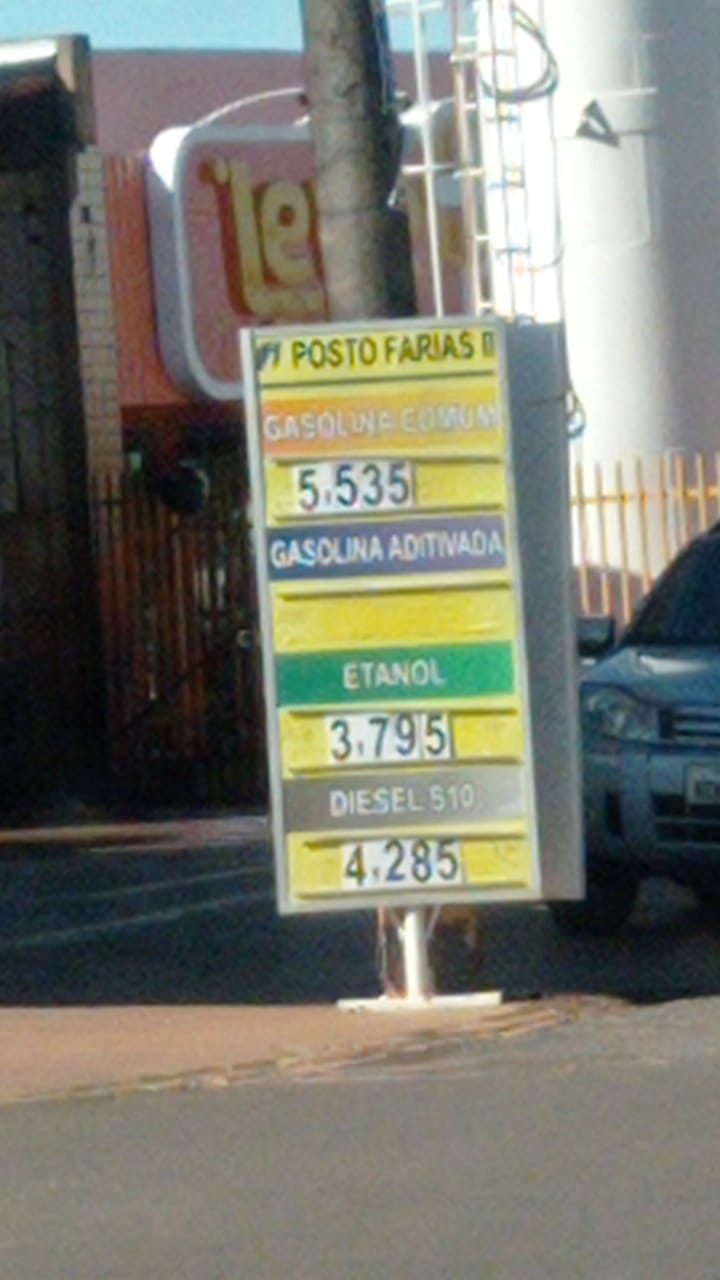 POSTO FARIAS II
GASOLINA COMUM
5.535
GASOLINA ADITIVADA
ETANOL
3.795
DIESEL S10
4.285